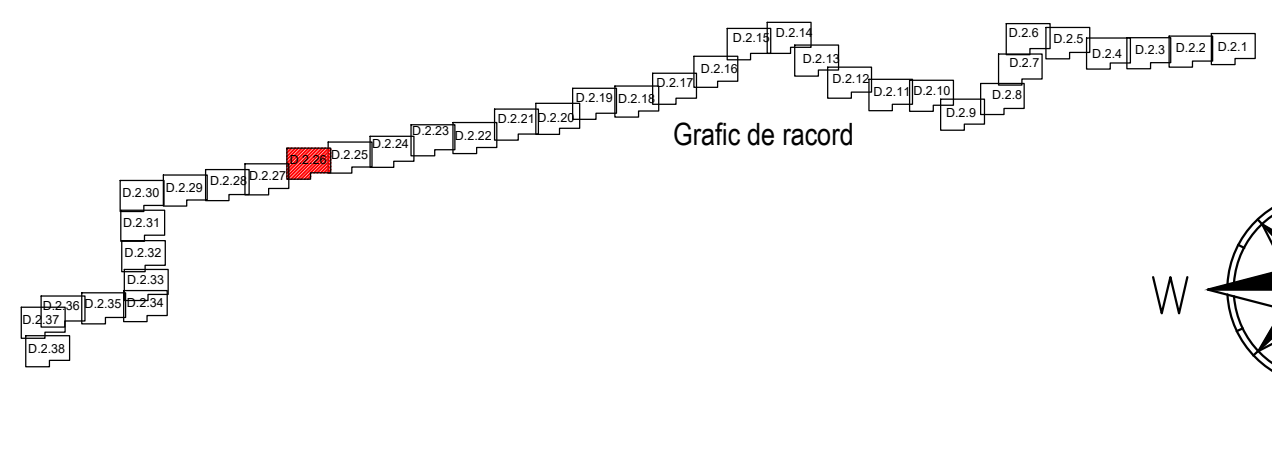 D.2.15
D.2.14
D.2.6
D.2.5
D.2.4
D.2.3
D.2.2
D.2.1
D.2.13
D.2.7
D.2.16
D.2.12
D.2.17
D.2.11
D.2.10
D.2.8
D.2.19
D.2.18
D.2.9
D.2.21
D.2.20
D.2.23
D.2.22
Grafic de racord
D.2.24
D.2.25
D.2.26
D.2.27
D.2.28
D.2.29
D.2.30
D.2.31
D.2.32
D.2.33
W
D.2.36
D.2.35
D.2.34
D.2.37
D.2.38